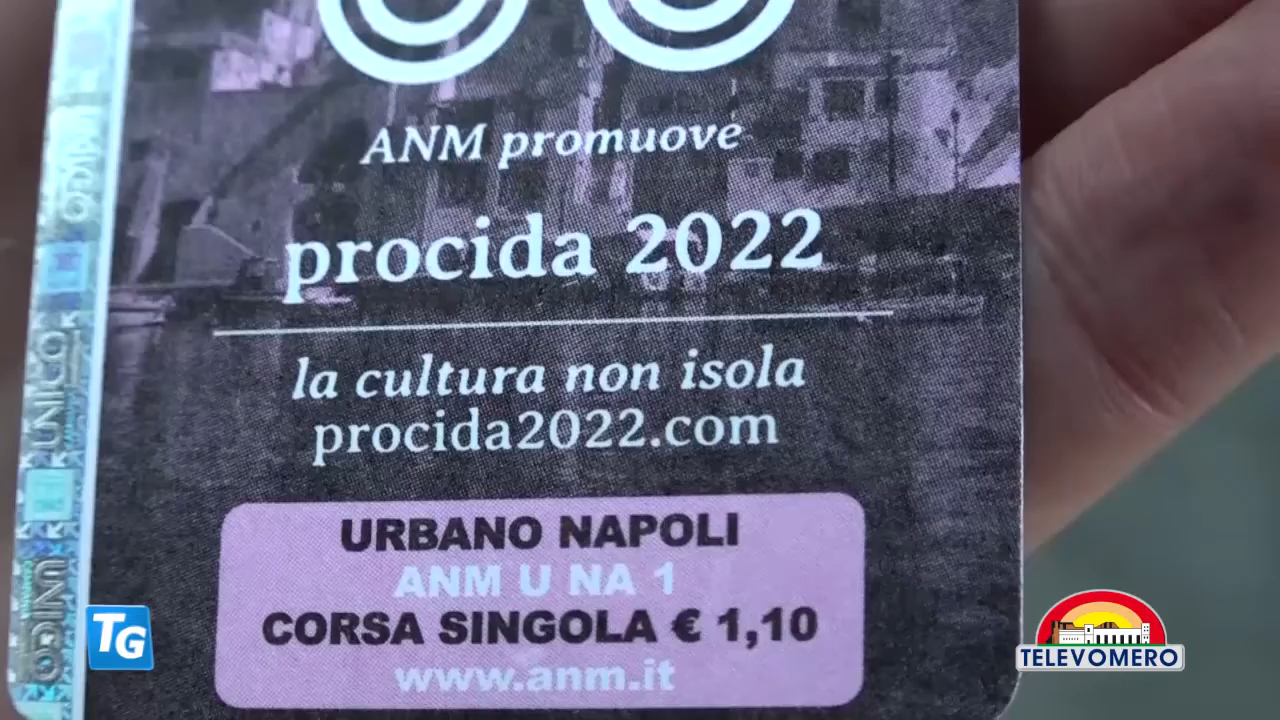 ANM promuove
procida 2022
la cultura non isola
procida2022.com
URBANO NAPOLI
ANM U NA 1
CORSA SINGOLA € 1,10
www.anm.it
UNICO
UNICO
UNICO
TG
TELEVOMERO